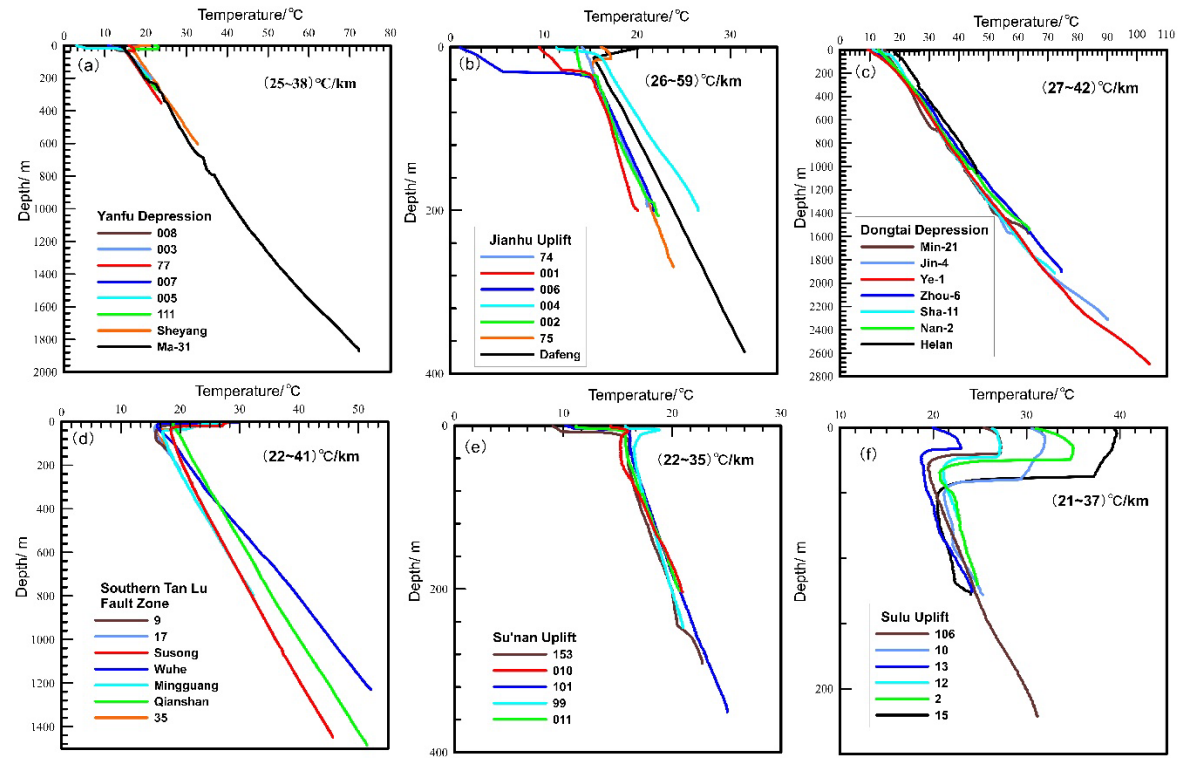 Temperature/°C
0 10 20 30 40 50 60 70 80
0
200
400
600
800
1000
1200
1400
1600
1800
2000
Depth/ m
(a)
(25~38)℃/km
Yanfu Depression
008
003
77
007
005
111
Sheyang
Ma-31
Temperature/°C
0 10 20 30
0
200
400
Depth/ m
(b)
(26~59)℃/km
Jianhu Uplift
74
001
006
004
002
75
Dafeng
Temperature/°C
0 10 20 30 40 50 60 70 80 90 100 110
0
200
400
600
800
1000
1200
1400
1600
1800
2000
2200
2400
2600
2800
Depth/ m
(c)
(27~42)℃/km
Dongtai Depression
Min-21
Jin-4
Ye-1
Zhou-6
Sha-11
Nan-2
Helan
Temperature/°C
0 10 20 30 40 50
0
200
400
600
800
1000
1200
1400
Depth/ m
(d)
(22~41)℃/km
Southern Tan Lu
Fault Zone
9
17
Susong
Wuhe
Mingguang
Qianshan
35
Temperature/°C
0 10 20 30
0
200
400
Depth/ m
(e)
(22~35)℃/km
Su'nan Uplift
153
010
101
99
011
Temperature/°C
10 20 30 40
0
200
Depth/ m
(f)
(21~37)℃/km
Sulu Uplift
106
10
13
12
2
15